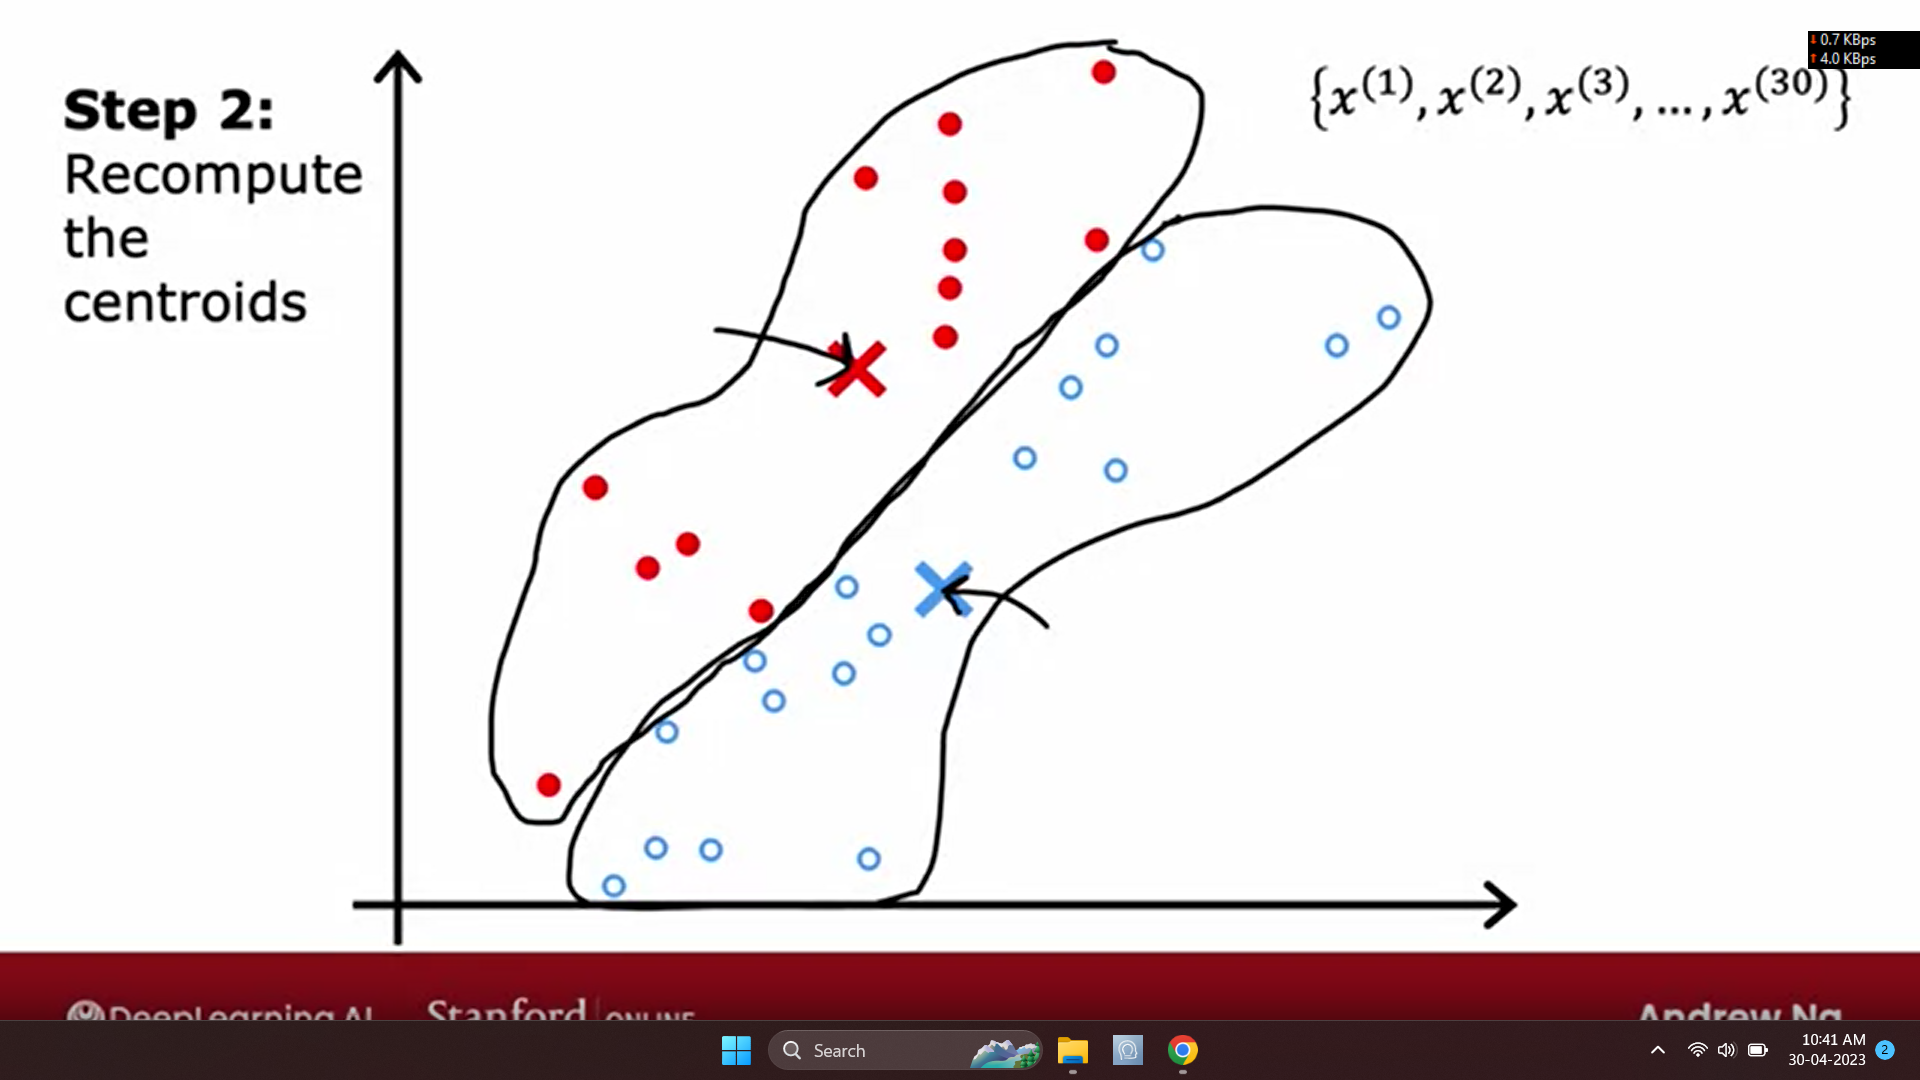 Step 2:
Recompute
the
centroids
{x⁽¹⁾, x⁽²⁾, x⁽³⁾, ... , x⁽³⁰⁾}
0.7 KBps
4.0 KBps
DeepLearning.AI Stanford | ONLINE Andrew Ng
Search
10:41 AM
30-04-2023
2